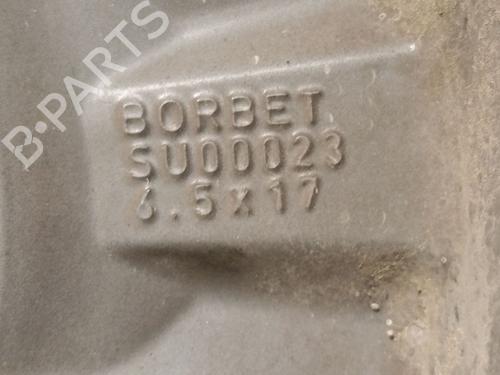 B-PARTS
BORBET
SU00023
6.5x17